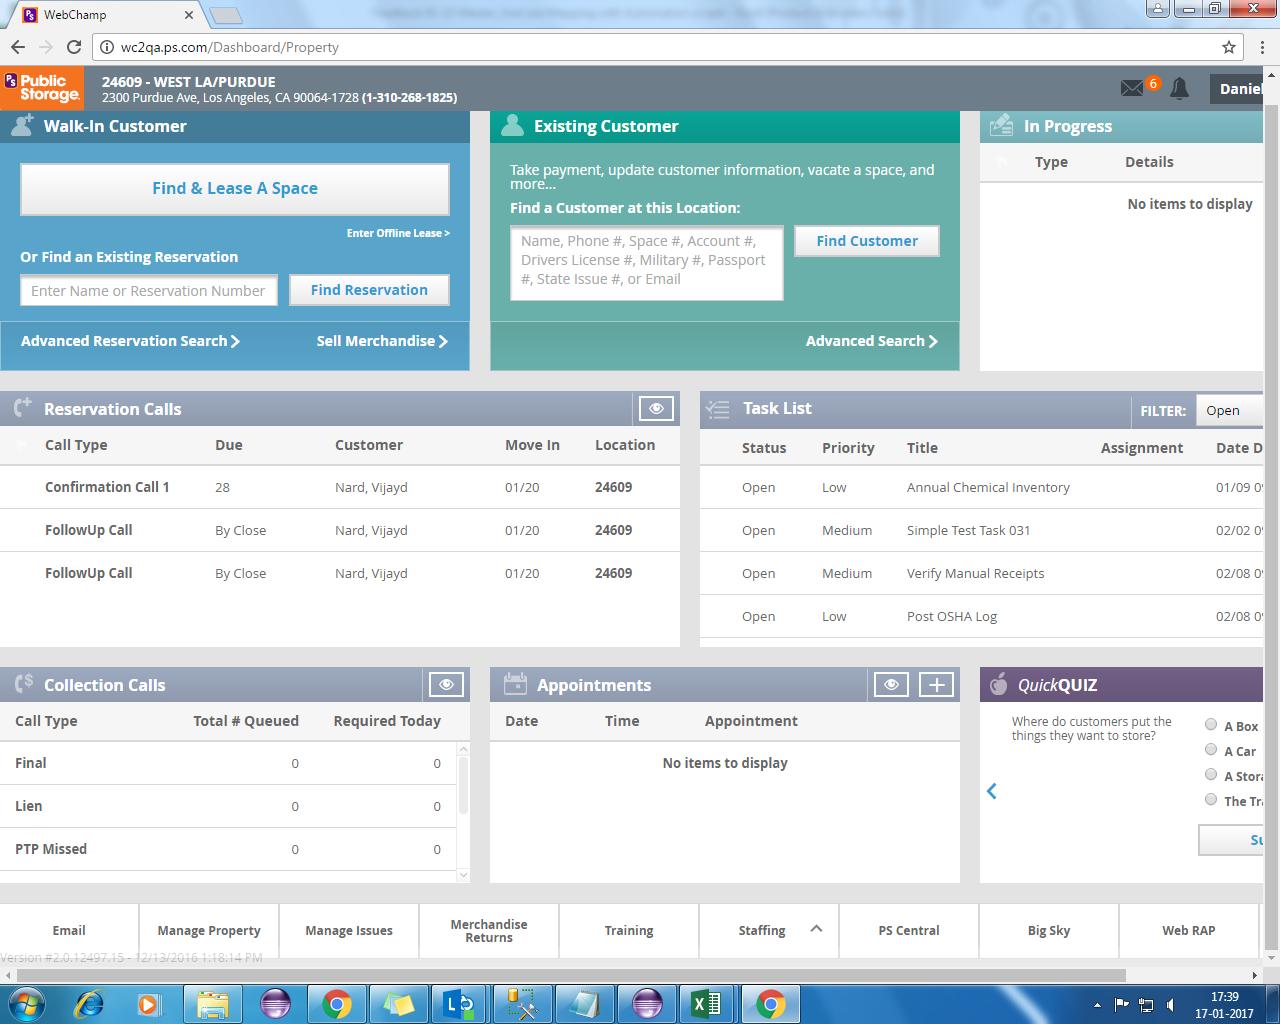 WebChamp
wc2qa.ps.com/Dashboard/Property
PS Public Storage.
24609 - WEST LA/PURDUE
2300 Purdue Ave, Los Angeles, CA 90064-1728 (1-310-268-1825)
6
Daniel
Walk-In Customer
Find & Lease A Space
Enter Offline Lease >
Or Find an Existing Reservation
Enter Name or Reservation Number
Find Reservation
Advanced Reservation Search
Sell Merchandise
Existing Customer
Take payment, update customer information, vacate a space, and
more...
Find a Customer at this Location:
Name, Phone #, Space #, Account #,
Drivers License #, Military #, Passport
#, State Issue #, or Email
Find Customer
Advanced Search
In Progress
Type Details
No items to display
Reservation Calls
Call Type Due Customer Move In Location
Confirmation Call 1 28 Nard, Vijayd 01/20 24609
FollowUp Call By Close Nard, Vijayd 01/20 24609
FollowUp Call By Close Nard, Vijayd 01/20 24609
Task List
FILTER: Open
Status Priority Title Assignment Date D
Open Low Annual Chemical Inventory 01/09 0
Open Medium Simple Test Task 031 02/02 0
Open Medium Verify Manual Receipts 02/08 0
Open Low Post OSHA Log 02/08 0
Collection Calls
Call Type Total # Queued Required Today
Final 0 0
Lien 0 0
PTP Missed 0 0
Appointments
Date Time Appointment
No items to display
QuickQUIZ
Where do customers put the
things they want to store?
A Box
A Car
A Stora
The Tra
Su
Email
Manage Property
Manage Issues
Merchandise
Returns
Training
Staffing
PS Central
Big Sky
Web RAP
Version #2.0.12497.15 - 12/13/2016 1:18:14 PM
17:39
17-01-2017